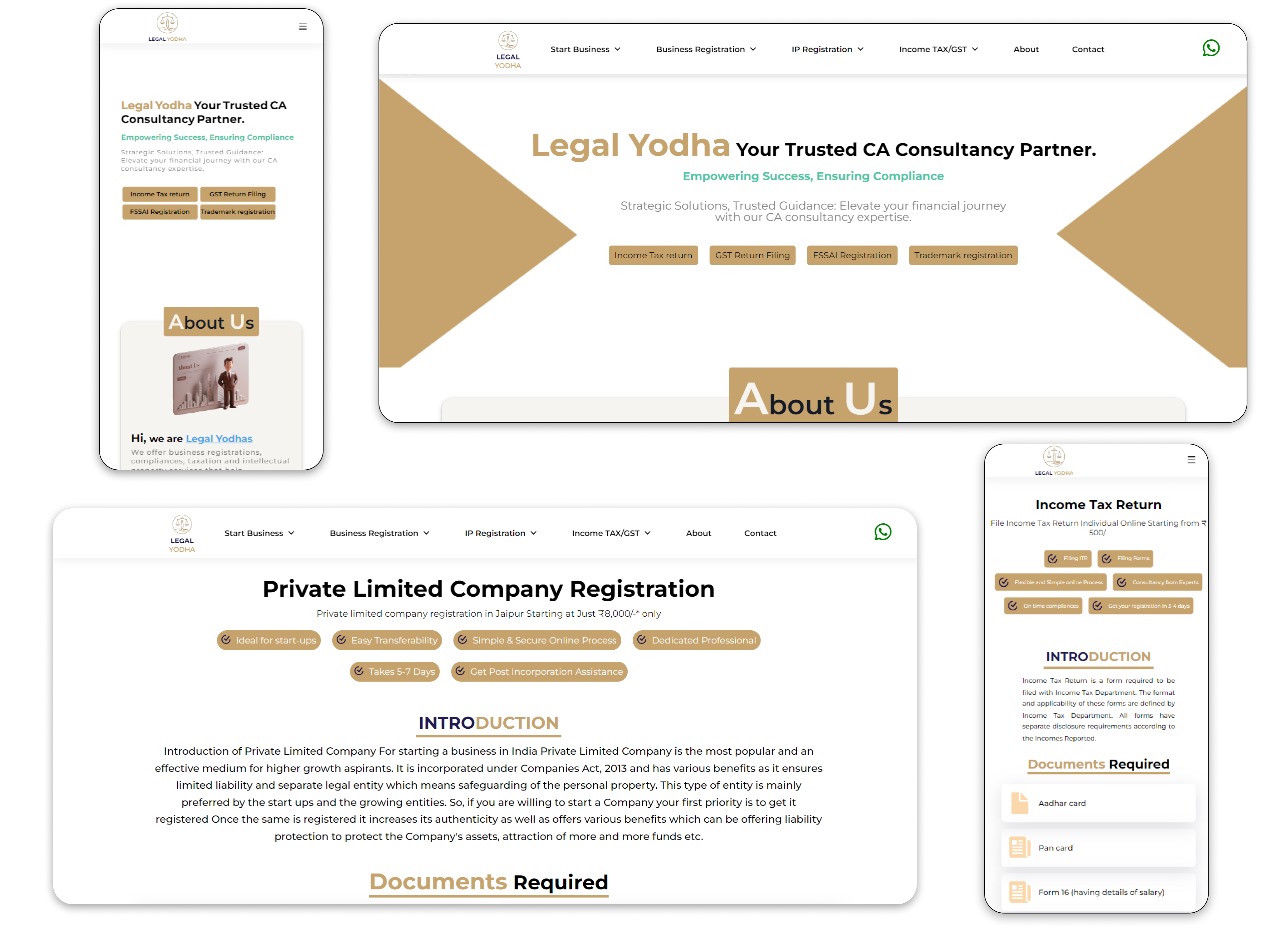 LEGAL YODHA
☰
Legal Yodha Your Trusted CA
Consultancy Partner.
Empowering Success, Ensuring Compliance
Strategic Solutions, Trusted Guidance:
Elevate your financial journey with our CA
consultancy expertise.
Income Tax return GST Return Filing
FSSAI Registration Trademark registration
About Us
Hi, we are Legal Yodhas
We offer business registrations,
compliances, taxation and intellectual
LEGAL
YODHA
Start Business Business Registration IP Registration Income TAX/GST About Contact
Legal Yodha Your Trusted CA Consultancy Partner.
Empowering Success, Ensuring Compliance
Strategic Solutions, Trusted Guidance: Elevate your financial journey
with our CA consultancy expertise.
Income Tax return GST Return Filing FSSAI Registration Trademark registration
About Us
LEGAL
YODHA
Start Business Business Registration IP Registration Income TAX/GST About Contact
Private Limited Company Registration
Private limited company registration in Jaipur Starting at Just ₹8,000/-* only
Ideal for start-ups Easy Transferability Simple & Secure Online Process Dedicated Professional
Takes 5-7 Days Get Post Incorporation Assistance
INTRODUCTION
Introduction of Private Limited Company For starting a business in India Private Limited Company is the most popular and an
effective medium for higher growth aspirants. It is incorporated under Companies Act, 2013 and has various benefits as it ensures
limited liability and separate legal entity which means safeguarding of the personal property. This type of entity is mainly
preferred by the start ups and the growing entities. So, if you are willing to start a Company your first priority is to get it
registered Once the same is registered it increases its authenticity as well as offers various benefits which can be offering liability
protection to protect the Company's assets, attraction of more and more funds etc.
Documents Required
LEGAL YODHA
☰
Income Tax Return
File Income Tax Return Individual Online Starting from ₹
500/-
Filing ITR Filing Forms
Flexible and Simple online Process Consultancy from Experts
On time compliances Get your registration in 3-4 days
INTRODUCTION
Income Tax Return is a form required to be
filed with Income Tax Department. The format
and applicability of these forms are defined by
Income Tax Department. All forms have
separate disclosure requirements according to
the Incomes Reported.
Documents Required
Aadhar card
Pan card
Form 16 (having details of salary)